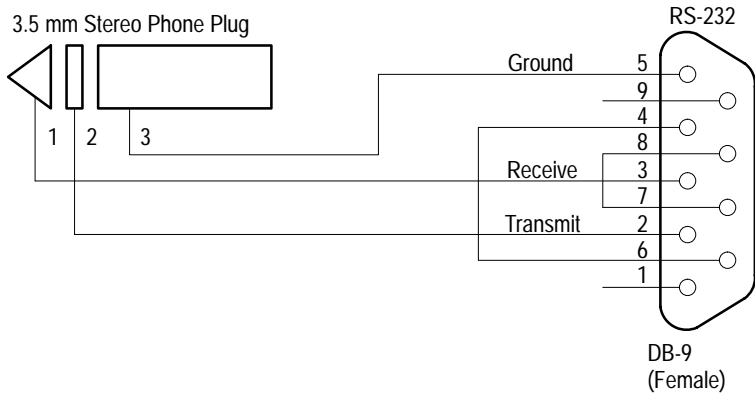 RS-232
3.5 mm Stereo Phone Plug
Ground 5
9
4
1 2 3
8
Receive 3
7
Transmit 2
6
1
DB-9
(Female)